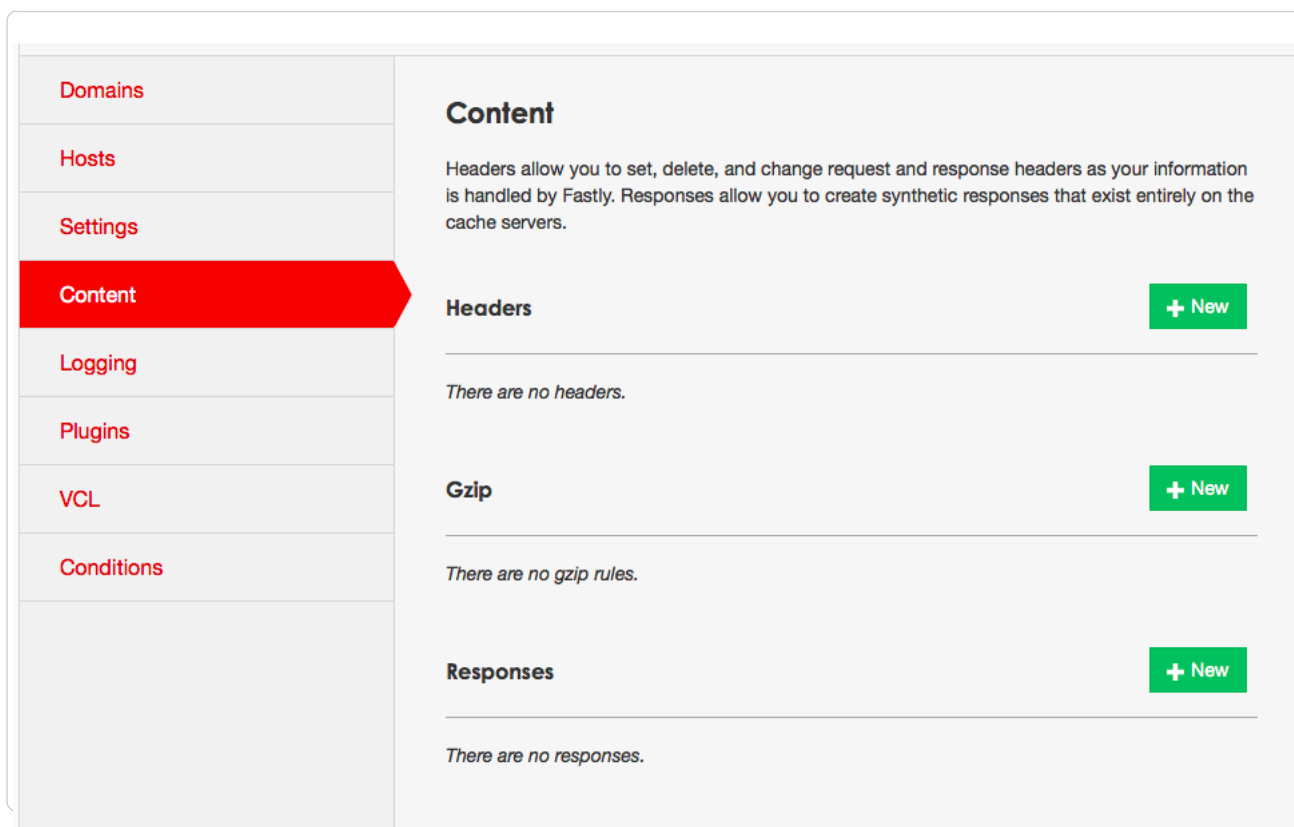 Domains
Hosts
Settings
Content
Logging
Plugins
VCL
Conditions
Content
Headers allow you to set, delete, and change request and response headers as your information
is handled by Fastly. Responses allow you to create synthetic responses that exist entirely on the
cache servers.
Headers
+ New
There are no headers.
Gzip
+ New
There are no gzip rules.
Responses
+ New
There are no responses.